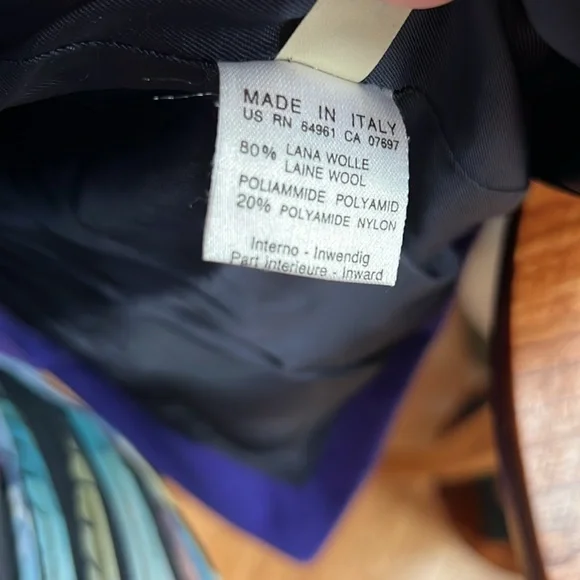 MADE IN ITALY
US RN 64961 CA 07697
80% LANA WOLLE
LAINE WOOL
POLIAMMIDE POLYAMID
20% POLYAMIDE NYLON
Interno - Inwendig
Part Interieure - Inward